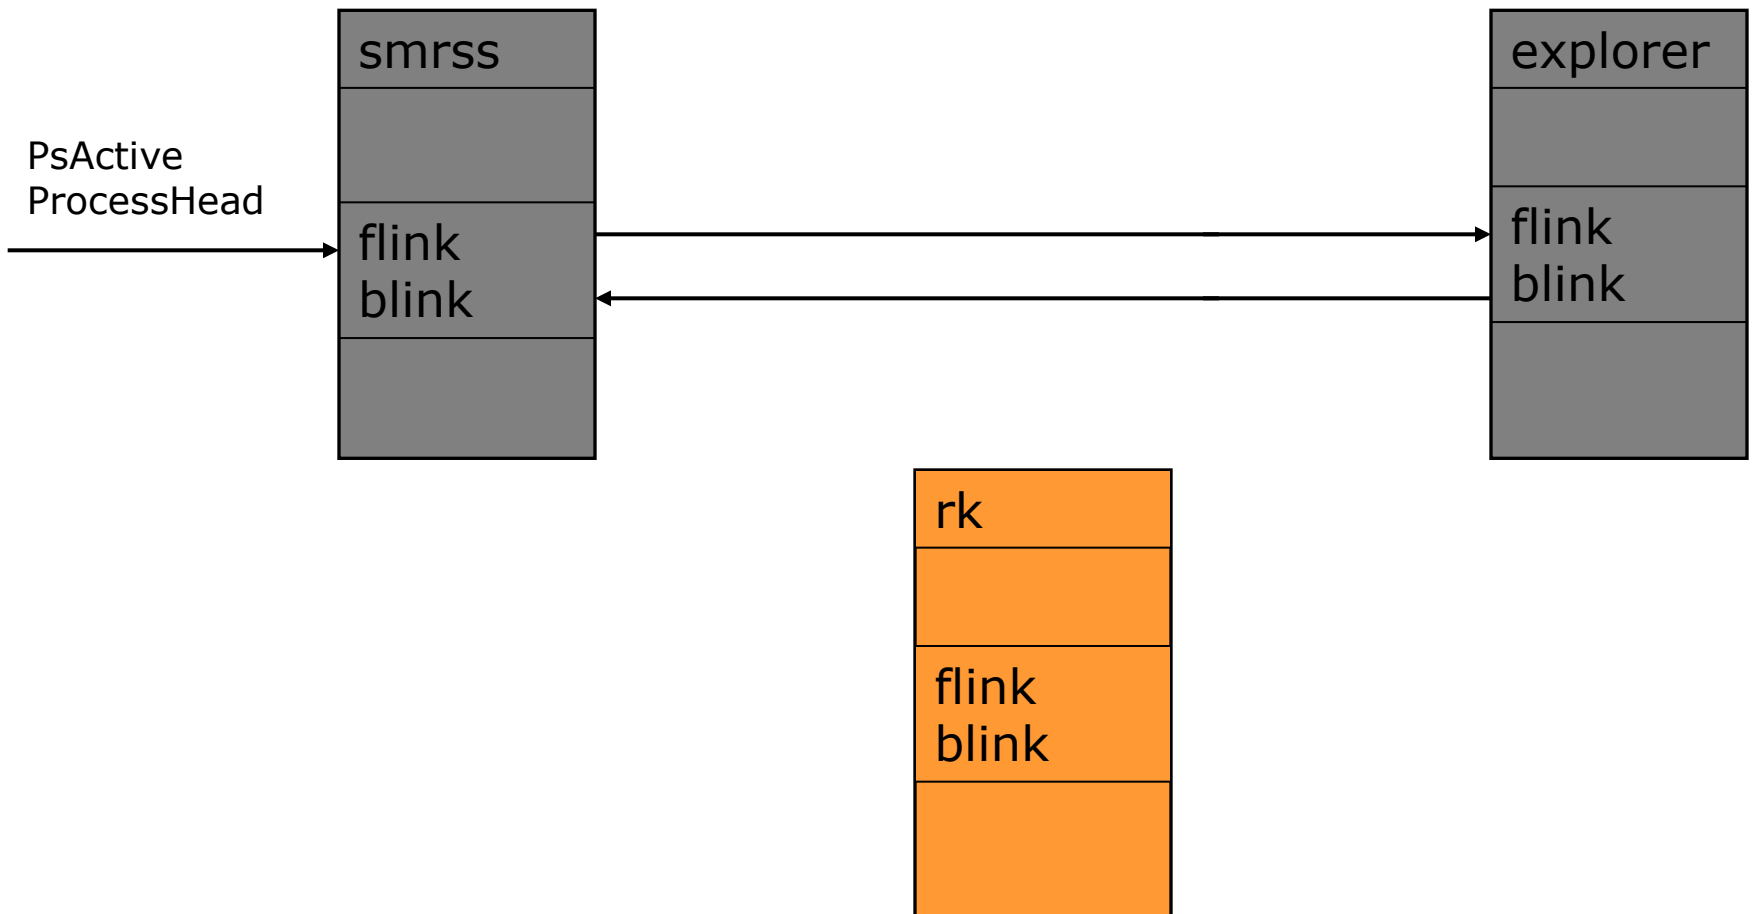 smrss
explorer
PsActive
ProcessHead
flink
blink
flink
blink
rk
flink
blink